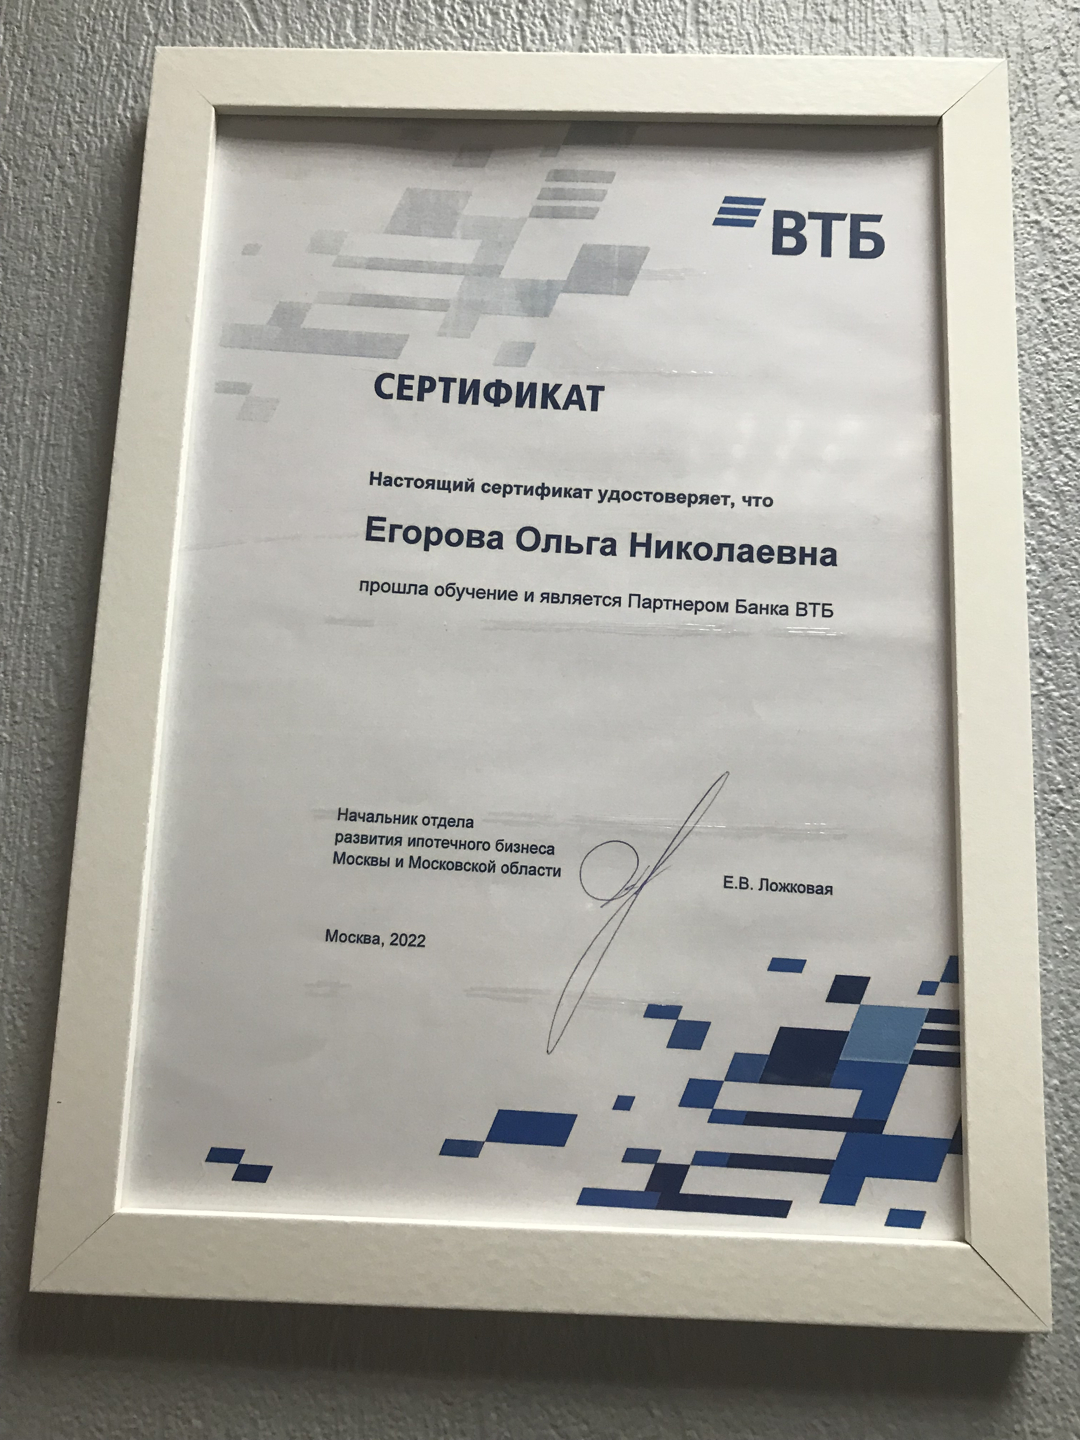 ВТБ
СЕРТИФИКАТ
Настоящий сертификат удостоверяет, что
Егорова Ольга Николаевна
прошла обучение и является Партнером Банка ВТБ
Начальник отдела
развития ипотечного бизнеса
Москвы и Московской области
Е.В. Ложковая
Москва, 2022